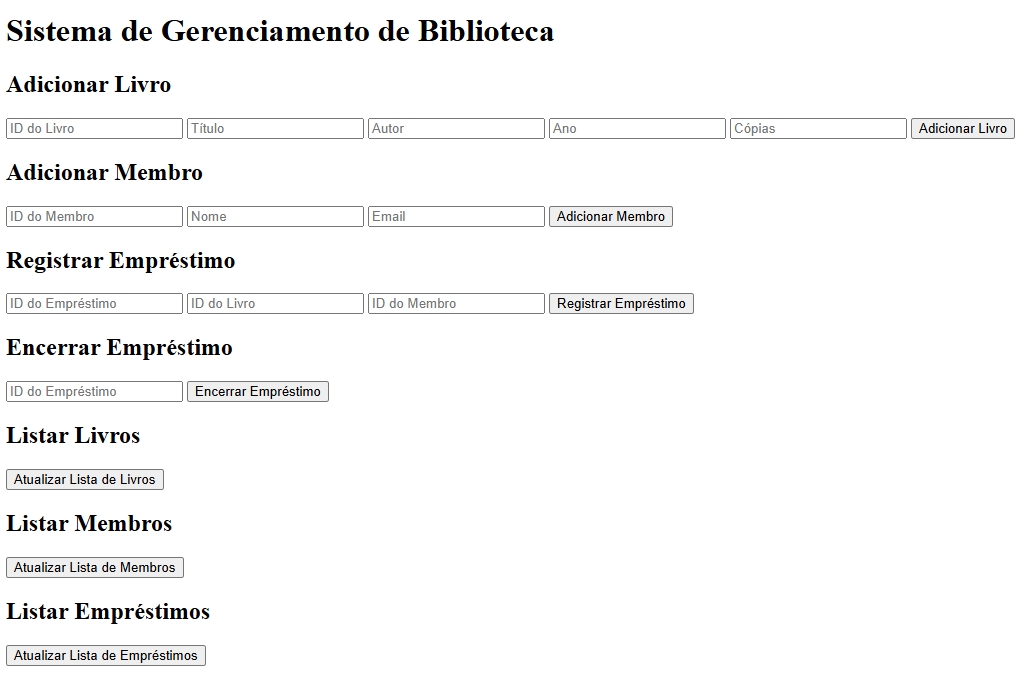 Sistema de Gerenciamento de Biblioteca
Adicionar Livro
ID do Livro Título Autor Ano Cópias Adicionar Livro
Adicionar Membro
ID do Membro Nome Email Adicionar Membro
Registrar Empréstimo
ID do Empréstimo ID do Livro ID do Membro Registrar Empréstimo
Encerrar Empréstimo
ID do Empréstimo Encerrar Empréstimo
Listar Livros
Atualizar Lista de Livros
Listar Membros
Atualizar Lista de Membros
Listar Empréstimos
Atualizar Lista de Empréstimos